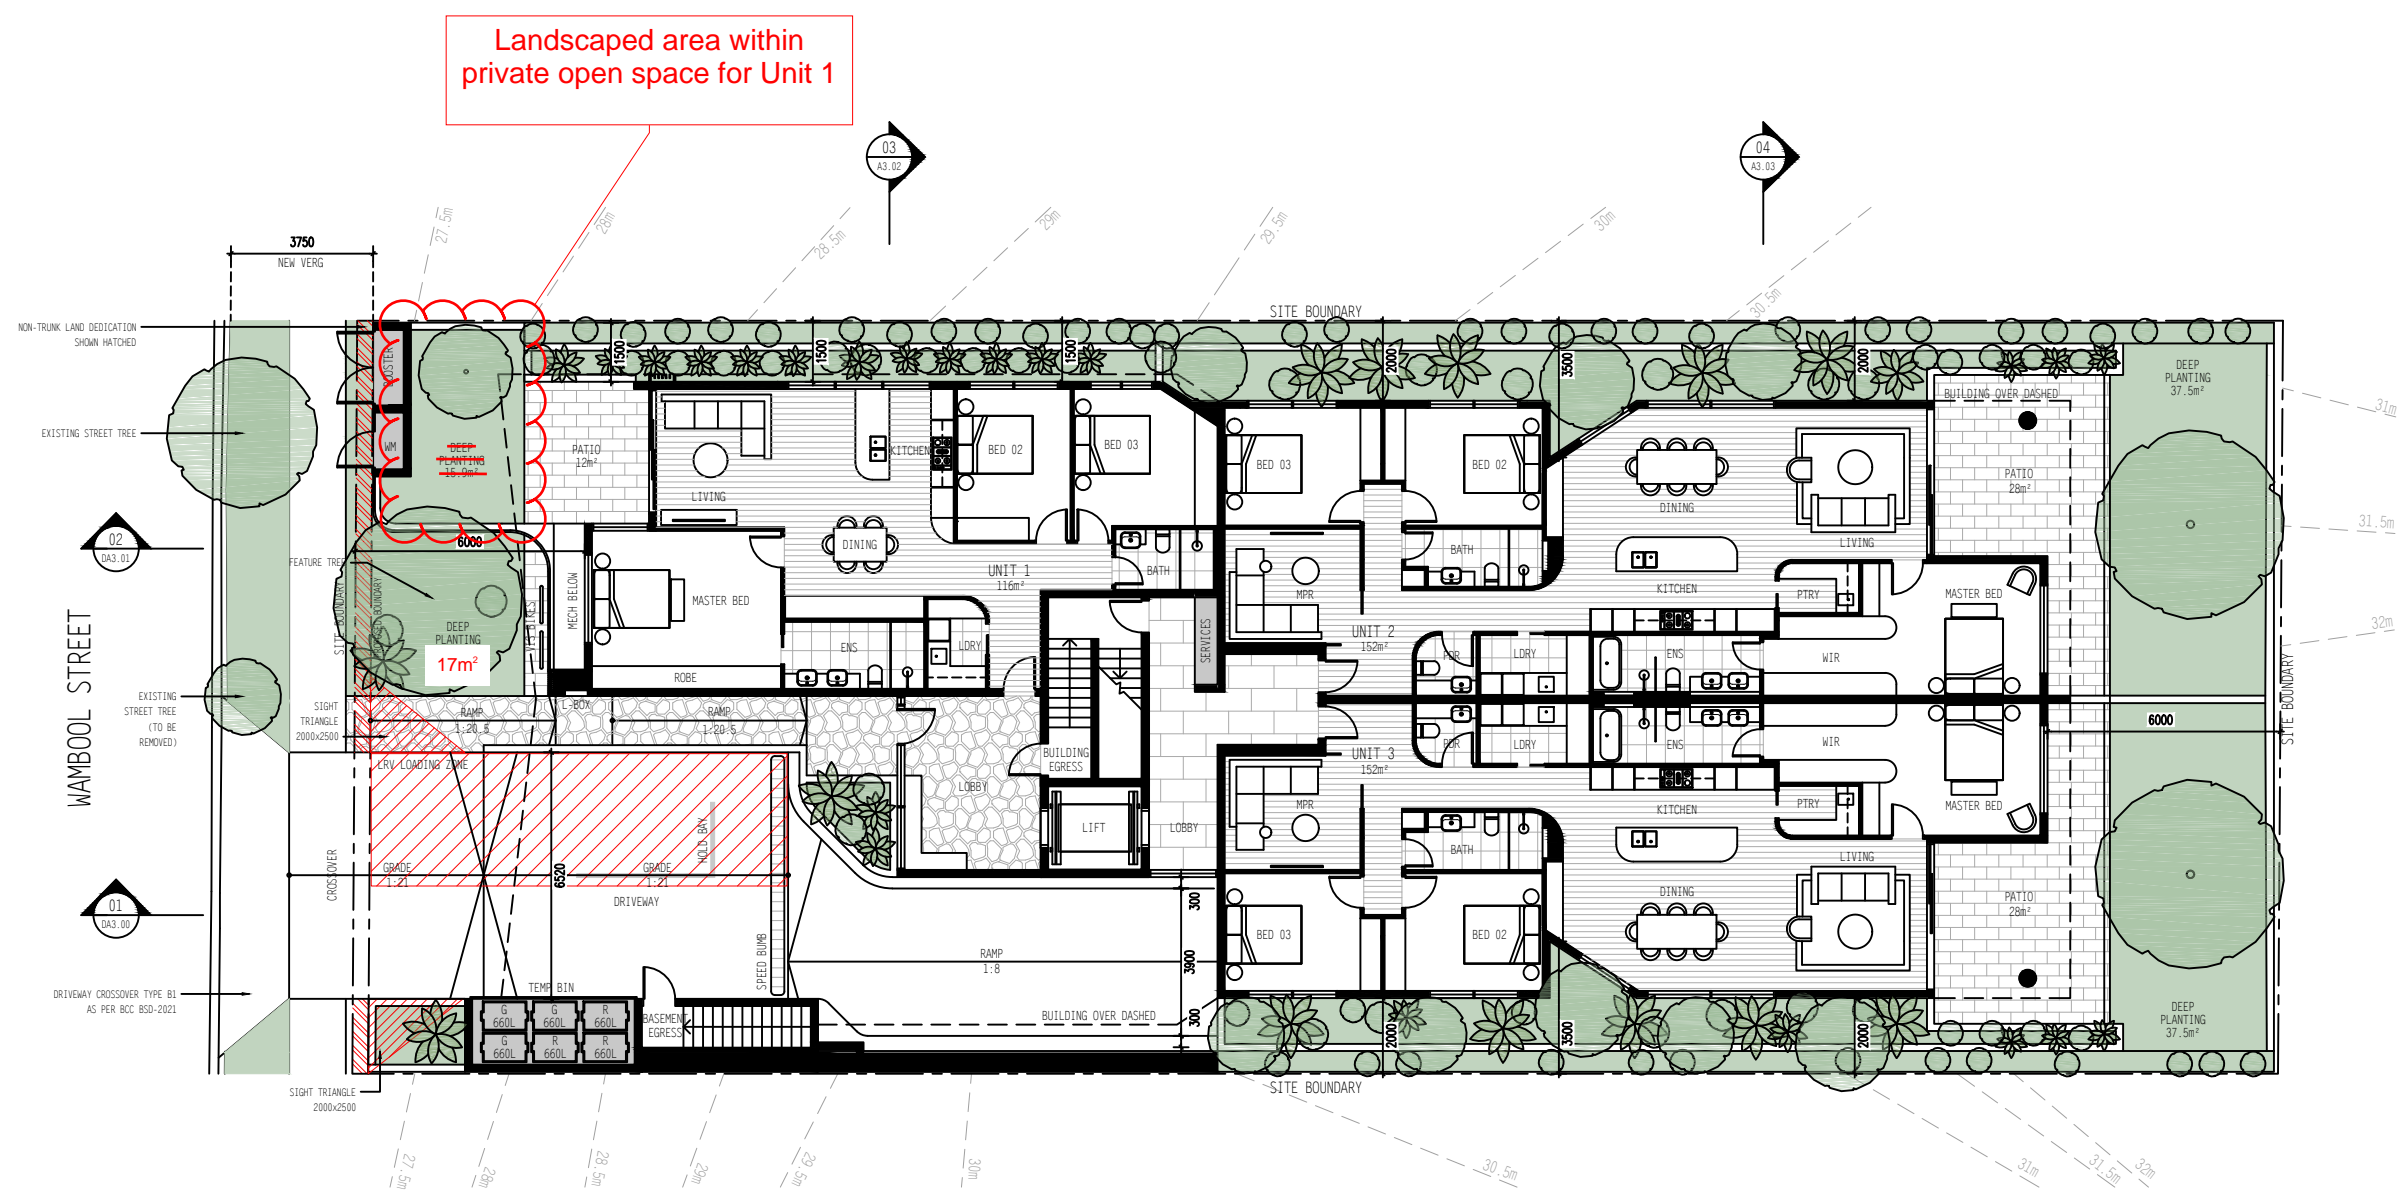 Landscaped area within
private open space for Unit 1
03
A3.02
04
A3.03
27.5m
28m
28.5m
29m
29.5m
30m
30.5m
3750
NEW VERG
SITE BOUNDARY
NON-TRUNK LAND DEDICATION
SHOWN HATCHED
EXISTING STREET TREE
BOOSTER
WM
DEEP
PLANTING
15.9m²
PATIO
12m²
1500
1500
1500
2000
3500
2000
LIVING
KITCHEN
BED 02
BED 03
BED 03
BED 02
DINING
LIVING
BUILDING OVER DASHED
PATIO
28m²
DEEP
PLANTING
37.5m²
31m
31.5m
32m
02
DA3.01
FEATURE TREE
6000
SITE BOUNDARY
MECH BELOW
MASTER BED
DINING
UNIT 1
116m²
BATH
ROBE
ENS
LDRY
SERVICES
MPR
BATH
UNIT 2
152m²
KITCHEN
PTRY
MASTER BED
PDR
LDRY
ENS
WIR
DEEP
PLANTING
17m²
WAMBOOL STREET
EXISTING
STREET TREE
(TO BE
REMOVED)
SIGHT
TRIANGLE
2000x2500
RAMP
1:20.5
L-BOX
RAMP
1:20.5
LRV LOADING ZONE
LOBBY
BUILDING
EGRESS
LIFT
LOBBY
UNIT 3
152m²
MPR
PDR
LDRY
ENS
WIR
KITCHEN
PTRY
MASTER BED
6000
SITE BOUNDARY
BATH
LIVING
DINING
BED 03
BED 02
PATIO
28m²
CROSSOVER
GRADE
1:21
6520
GRADE
1:21
HOLD BAY
DRIVEWAY
SPEED BUMB
RAMP
1:8
300
3900
300
01
DA3.00
DRIVEWAY CROSSOVER TYPE B1
AS PER BCC BSD-2021
TEMP BIN
G
660L
G
660L
R
660L
G
660L
R
660L
R
660L
BASEMENT
EGRESS
BUILDING OVER DASHED
2000
3500
2000
DEEP
PLANTING
37.5m²
SIGHT TRIANGLE
2000x2500
SITE BOUNDARY
27.5m
28m
28.5m
29m
29.5m
30m
30.5m
31m
31.5m
32m